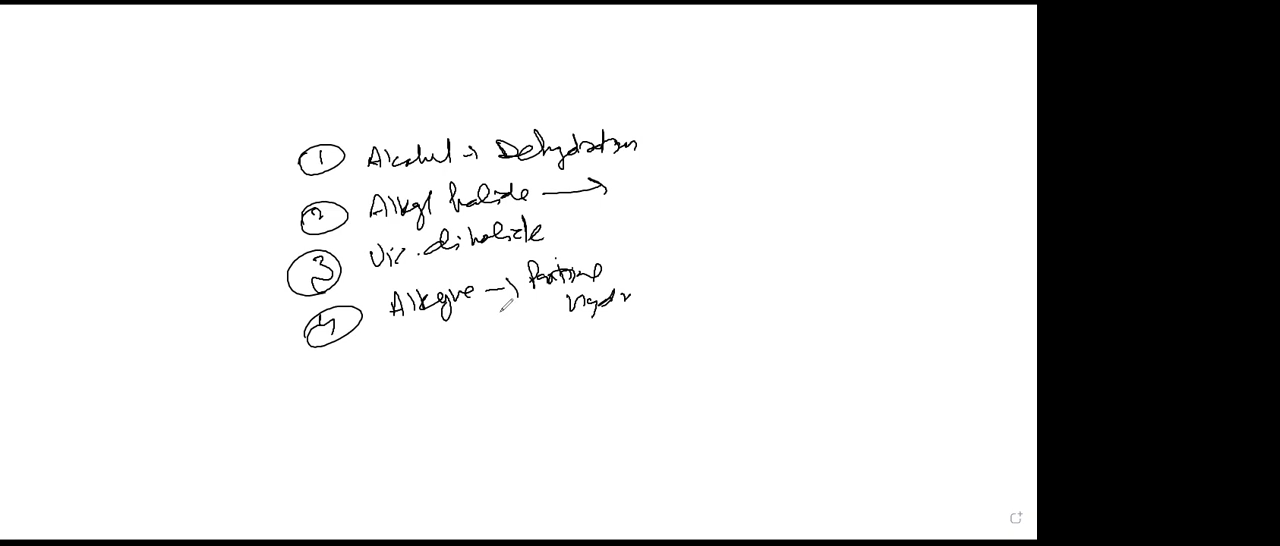 ① Alcohol → Dehydration
② Alkyl halide →
③ Vic. dihalide
④ Alkyne → Partial
Hydr